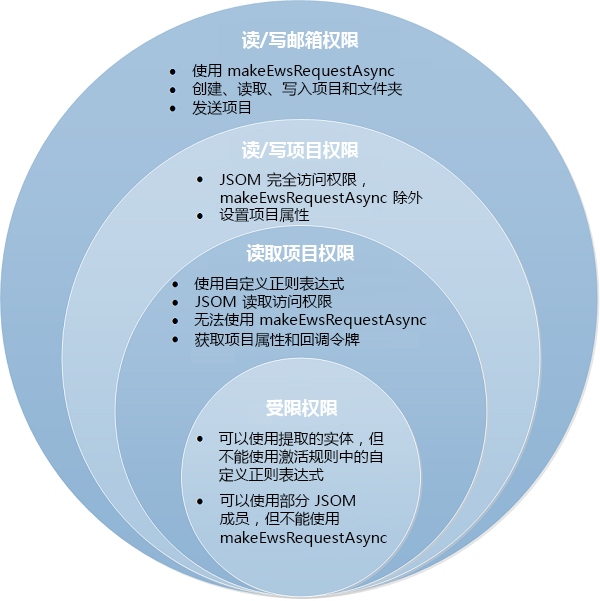 读/写邮箱权限
• 使用 makeEwsRequestAsync
• 创建、读取、写入项目和文件夹
• 发送项目
读/写项目权限
• JSOM 完全访问权限，
makeEwsRequestAsync 除外
• 设置项目属性
读取项目权限
• 使用自定义正则表达式
• JSOM 读取访问权限
• 无法使用 makeEwsRequestAsync
• 获取项目属性和回调令牌
受限权限
• 可以使用提取的实体，但
不能使用激活规则中的自
定义正则表达式
• 可以使用部分 JSOM
成员，但不能使用
makeEwsRequestAsync